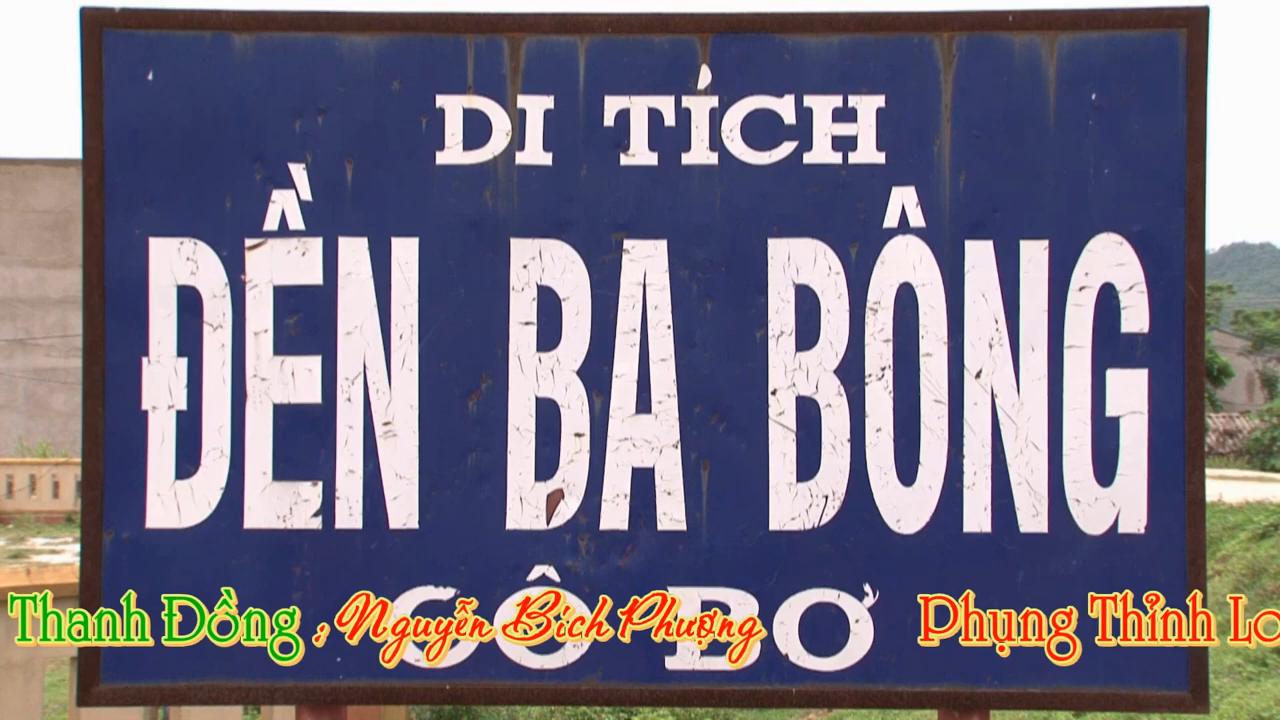 DI TÍCH
ĐỀN BA BÔNG
CÔ BƠ
Thanh Đồng ; Nguyễn Bích Phượng Phụng Thỉnh Lo